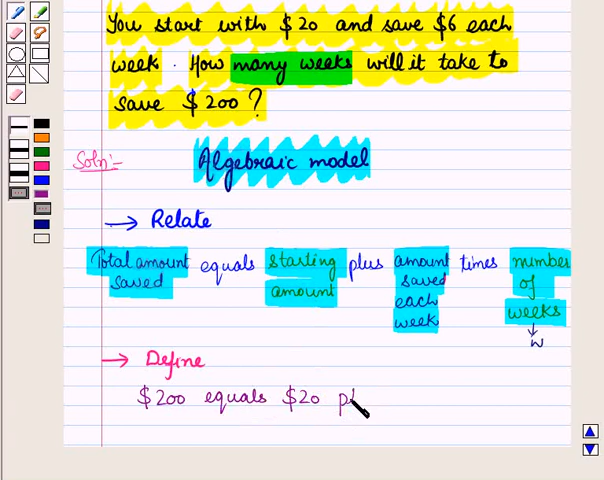 You start with $20 and save $6 each
week. How many weeks will it take to
save $200?
Soln:- Algebraic model
→ Relate
Total amount equals starting plus amount times number
saved amount saved of
each weeks
week ↓
w
→ Define
$200 equals $20 pl